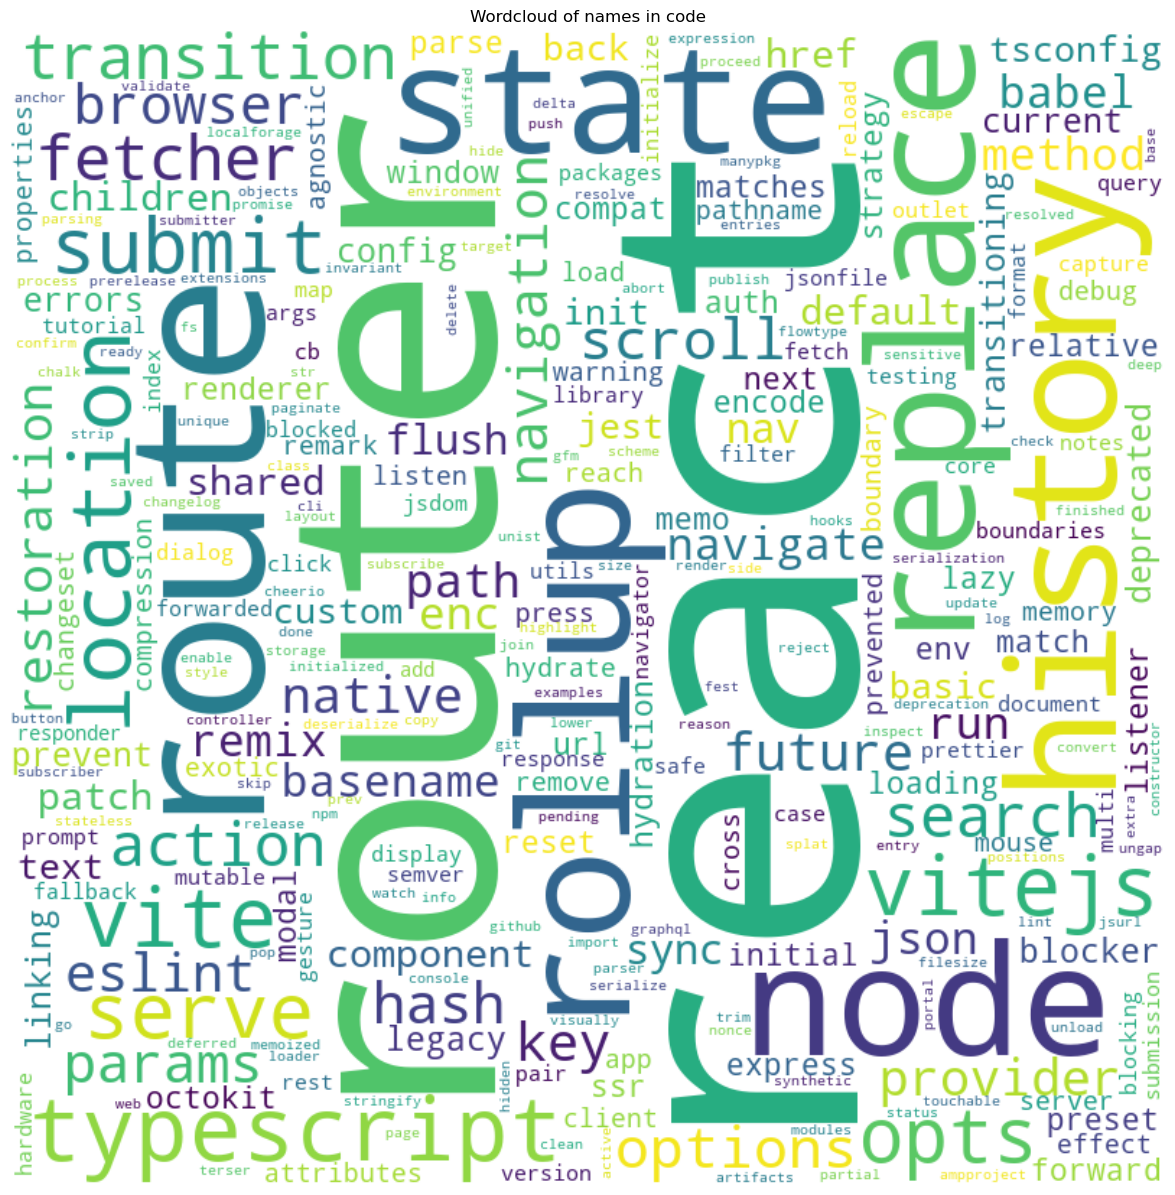 Wordcloud of names in code
transition
parse
back
expression
proceed
href
tsconfig
validate
anchor
browser
unified
state
delta
push
initialize
reload
escape
babel
current
method
base
localforage
agnostic
hide
replace
strategy
properties
fetcher
window
environment
packages
resolve
manypkg
matches
pathname
entries
query
children
objects
promise
submitter
parsing
compat
outlet
resolved
submit
config
target
navigation
transitioning
history
process
prerelease
extensions
invariant
load
abort
publish
jsonfile
format
capture
debug
errors
map
delete
init
auth
default
tutorial
fs
args
router
scroll
flowtype
fetch
sensitive
relative
deep
confirm
ready
cb
str
warning
library
next
encode
testing
chalk
index
renderer
location
route
restoration
paginate
unique
blocked
remark
flush
jest
nav
boundary
check
notes
strip
class
listen
gfm
scheme
filter
core
deprecated
saved
shared
cli
jsdom
reach
finished
changelog
layout
memo
hooks
boundaries
compression
dialog
unist
navigate
click
subscribe
utils
size
render
side
serialization
lazy
update
log
changeset
cheerio
path
forwarded
custom
enc
press
highlight
navigator
prevented
memory
match
done
storage
join
env
enable
style
initialized
add
hydrate
reject
react
rollup
basic
deprecation
document
native
examples
fest
button
controller
deserialize
copy
lower
reason
inspect
listener
responder
remix
git
url
hydration
run
prettier
convert
constructor
prevent
exotic
response
safe
future
subscriber
skip
basename
remove
loading
patch
prev
npm
pending
cross
case
search
multi
extra
stateless
release
reset
splat
entry
mouse
ungap
prompt
action
display
positions
text
mutable
semver
vitejs
fallback
modal
watch
info
vite
gesture
github
graphql
lint
jsurl
pop
import
component
sync
initial
json
blocker
linking
eslint
console
parser
serialize
filesize
node
portal
unload
go
serve
hash
visually
trim
nonce
deferred
memoized
legacy
key
blocking
submission
loader
app
express
params
rest
pair
synthetic
provider
hardware
web
octokit
stringify
hidden
ssr
touchable
server
status
preset
typescript
page
client
modules
opts
effect
clean
active
options
terser
attributes
version
artifacts
partial
ampproject
forward